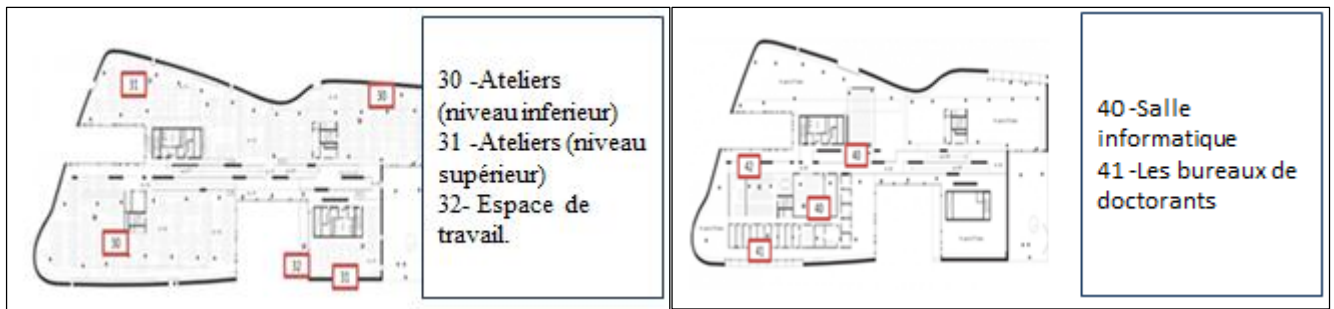 31
30
30
32
31
30 -Ateliers
(niveau inferieur)
31 -Ateliers (niveau
supérieur)
32- Espace de
travail.
42
40
40
41
40 -Salle
informatique
41 -Les bureaux de
doctorants